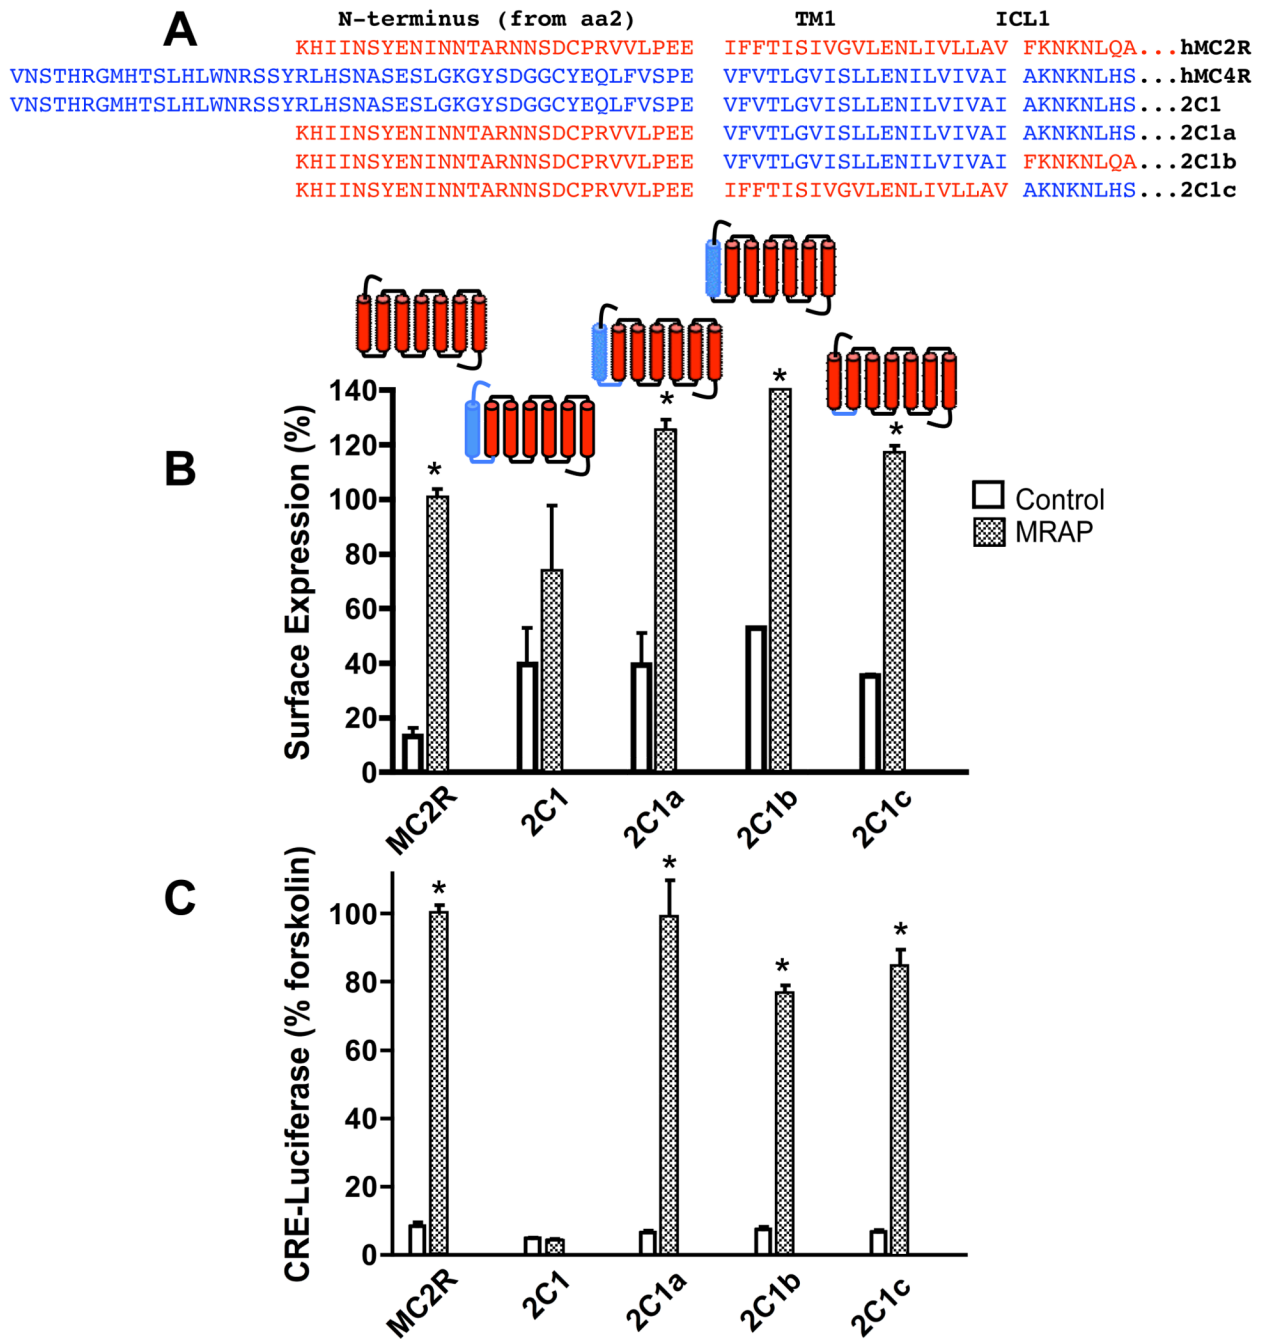 A
N-terminus (from aa2) TM1 ICL1
KHIINSYENINNTARNNSDCPRVVLPEE IFFTISIVGVLENLIVLLAV FKNKNLQA...hMC2R
VNSTHRGMHTSLHLWNRSSYRLHSNASESLGKGYSDGGCYEQLFVSPE VFVTLGVISLLENILVIVAI AKNKNLHS...hMC4R
VNSTHRGMHTSLHLWNRSSYRLHSNASESLGKGYSDGGCYEQLFVSPE VFVTLGVISLLENILVIVAI AKNKNLHS...2C1
KHIINSYENINNTARNNSDCPRVVLPEE VFVTLGVISLLENILVIVAI AKNKNLHS...2C1a
KHIINSYENINNTARNNSDCPRVVLPEE VFVTLGVISLLENILVIVAI FKNKNLQA...2C1b
KHIINSYENINNTARNNSDCPRVVLPEE IFFTISIVGVLENLIVLLAV AKNKNLHS...2C1c
B
Surface Expression (%)
140
120
100
80
60
40
20
0
* * * *
Control
MRAP
MC2R 2C1 2C1a 2C1b 2C1c
C
CRE-Luciferase (% forskolin)
100
80
60
40
20
0
* * * *
MC2R 2C1 2C1a 2C1b 2C1c